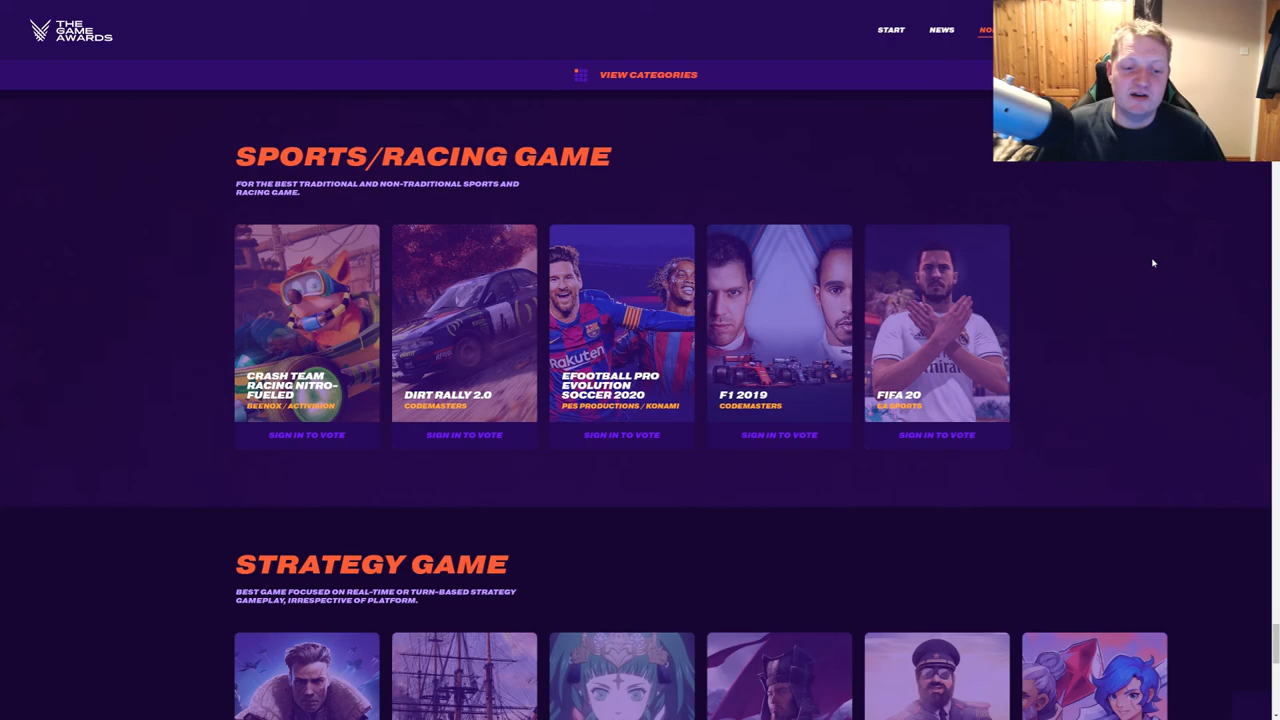 THE
GAME
AWARDS
START
NEWS
VIEW CATEGORIES
SPORTS/RACING GAME
FOR THE BEST TRADITIONAL AND NON-TRADITIONAL SPORTS AND
RACING GAME.
CRASH TEAM
RACING NITRO-
FUELED
BEENOX / ACTIVISION
SIGN IN TO VOTE
DIRT RALLY 2.0
CODEMASTERS
SIGN IN TO VOTE
Rakuten
EFOOTBALL PRO
EVOLUTION
SOCCER 2020
PES PRODUCTIONS / KONAMI
SIGN IN TO VOTE
F1 2019
CODEMASTERS
SIGN IN TO VOTE
FIFA 20
EA SPORTS
SIGN IN TO VOTE
STRATEGY GAME
BEST GAME FOCUSED ON REAL-TIME OR TURN-BASED STRATEGY
GAMEPLAY, IRRESPECTIVE OF PLATFORM.